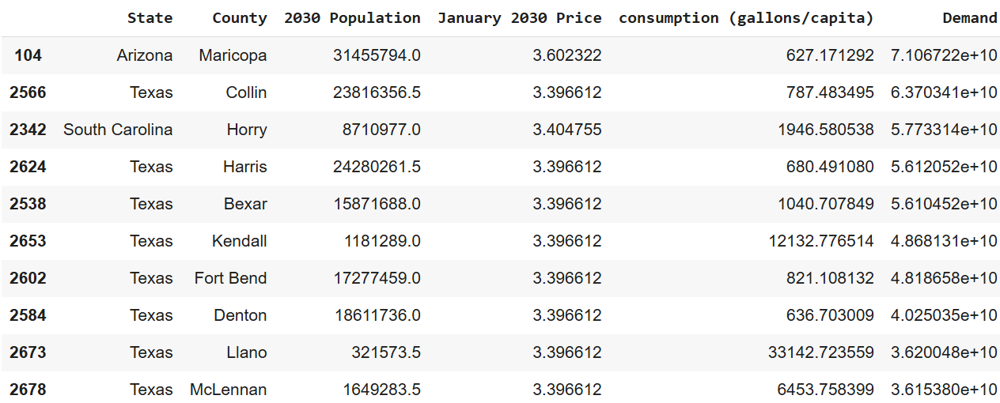 State County 2030 Population January 2030 Price consumption (gallons/capita) Demand
104 Arizona Maricopa 31455794.0 3.602322 627.171292 7.106722e+10
2566 Texas Collin 23816356.5 3.396612 787.483495 6.370341e+10
2342 South Carolina Horry 8710977.0 3.404755 1946.580538 5.773314e+10
2624 Texas Harris 24280261.5 3.396612 680.491080 5.612052e+10
2538 Texas Bexar 15871688.0 3.396612 1040.707849 5.610452e+10
2653 Texas Kendall 1181289.0 3.396612 12132.776514 4.868131e+10
2602 Texas Fort Bend 17277459.0 3.396612 821.108132 4.818658e+10
2584 Texas Denton 18611736.0 3.396612 636.703009 4.025035e+10
2673 Texas Llano 321573.5 3.396612 33142.723559 3.620048e+10
2678 Texas McLennan 1649283.5 3.396612 6453.758399 3.615380e+10